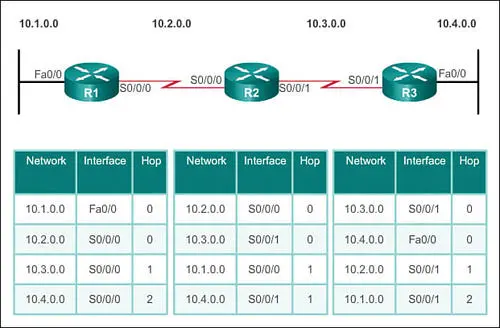 10.1.0.0 10.2.0.0 10.3.0.0 10.4.0.0
Fa0/0 R1 S0/0/0 S0/0/0 R2 S0/0/1 S0/0/1 R3 Fa0/0
Network Interface Hop Network Interface Hop Network Interface Hop
10.1.0.0 Fa0/0 0 10.2.0.0 S0/0/0 0 10.3.0.0 S0/0/1 0
10.2.0.0 S0/0/0 0 10.3.0.0 S0/0/1 0 10.4.0.0 Fa0/0 0
10.3.0.0 S0/0/0 1 10.1.0.0 S0/0/0 1 10.2.0.0 S0/0/1 1
10.4.0.0 S0/0/0 2 10.4.0.0 S0/0/1 1 10.1.0.0 S0/0/1 2